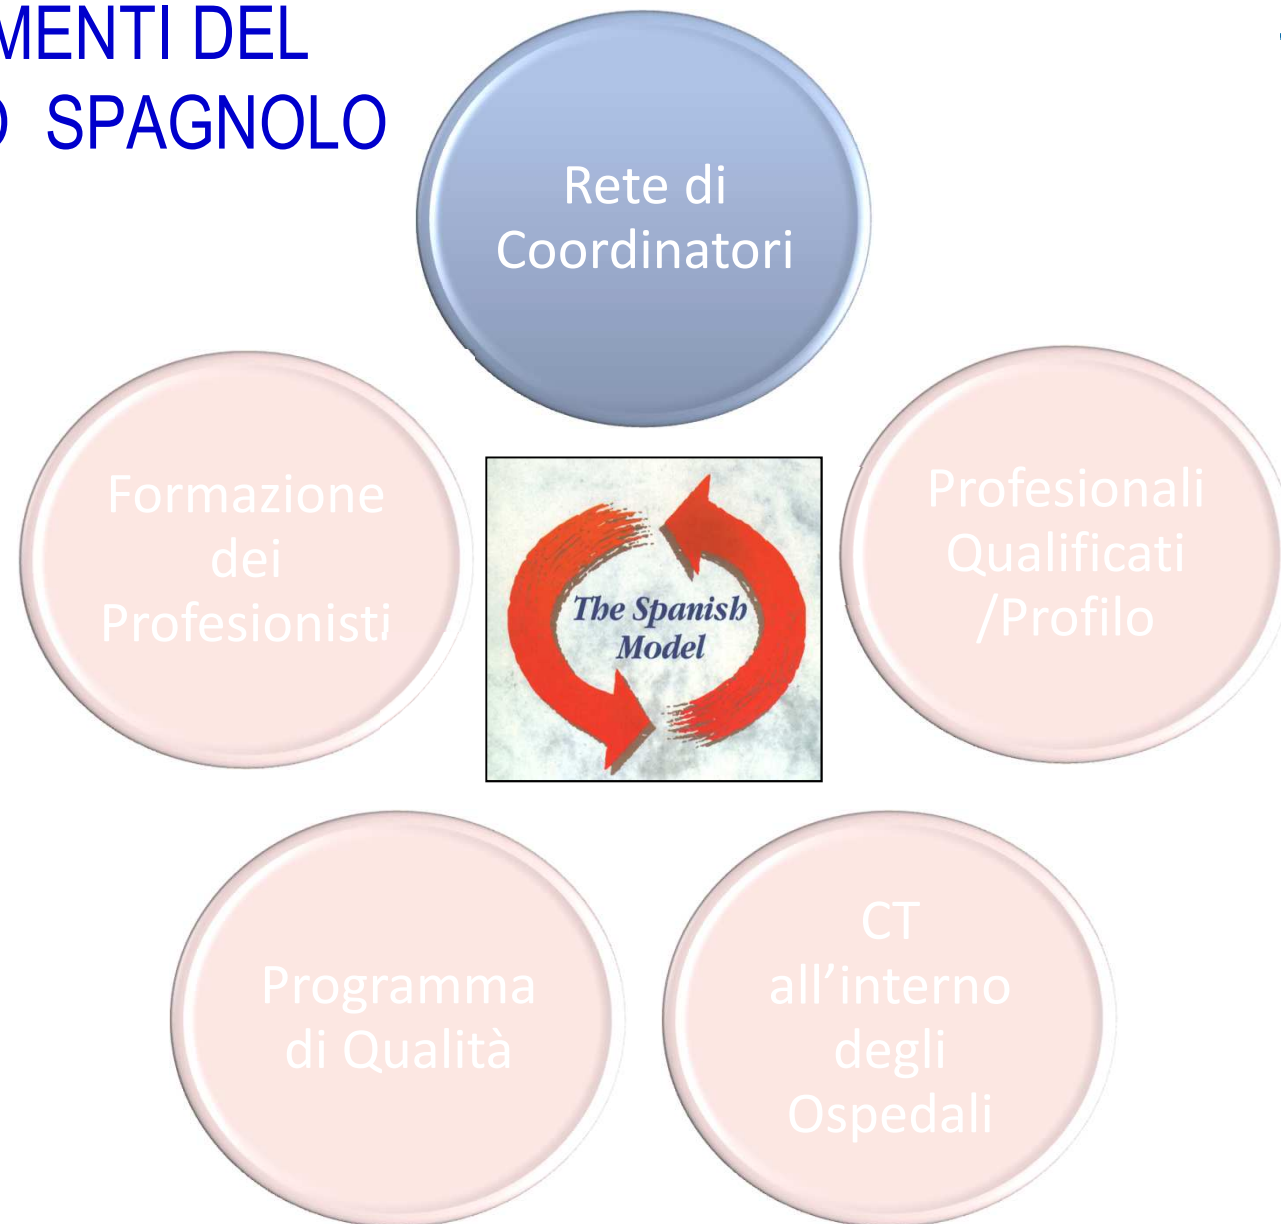 MENTI DEL
SPAGNOLO
Rete di
Coordinatori
Formazione
dei
Profesionisti
Profesionali
Qualificati
/Profilo
The Spanish
Model
Programma
di Qualità
CT
all’interno
degli
Ospedali